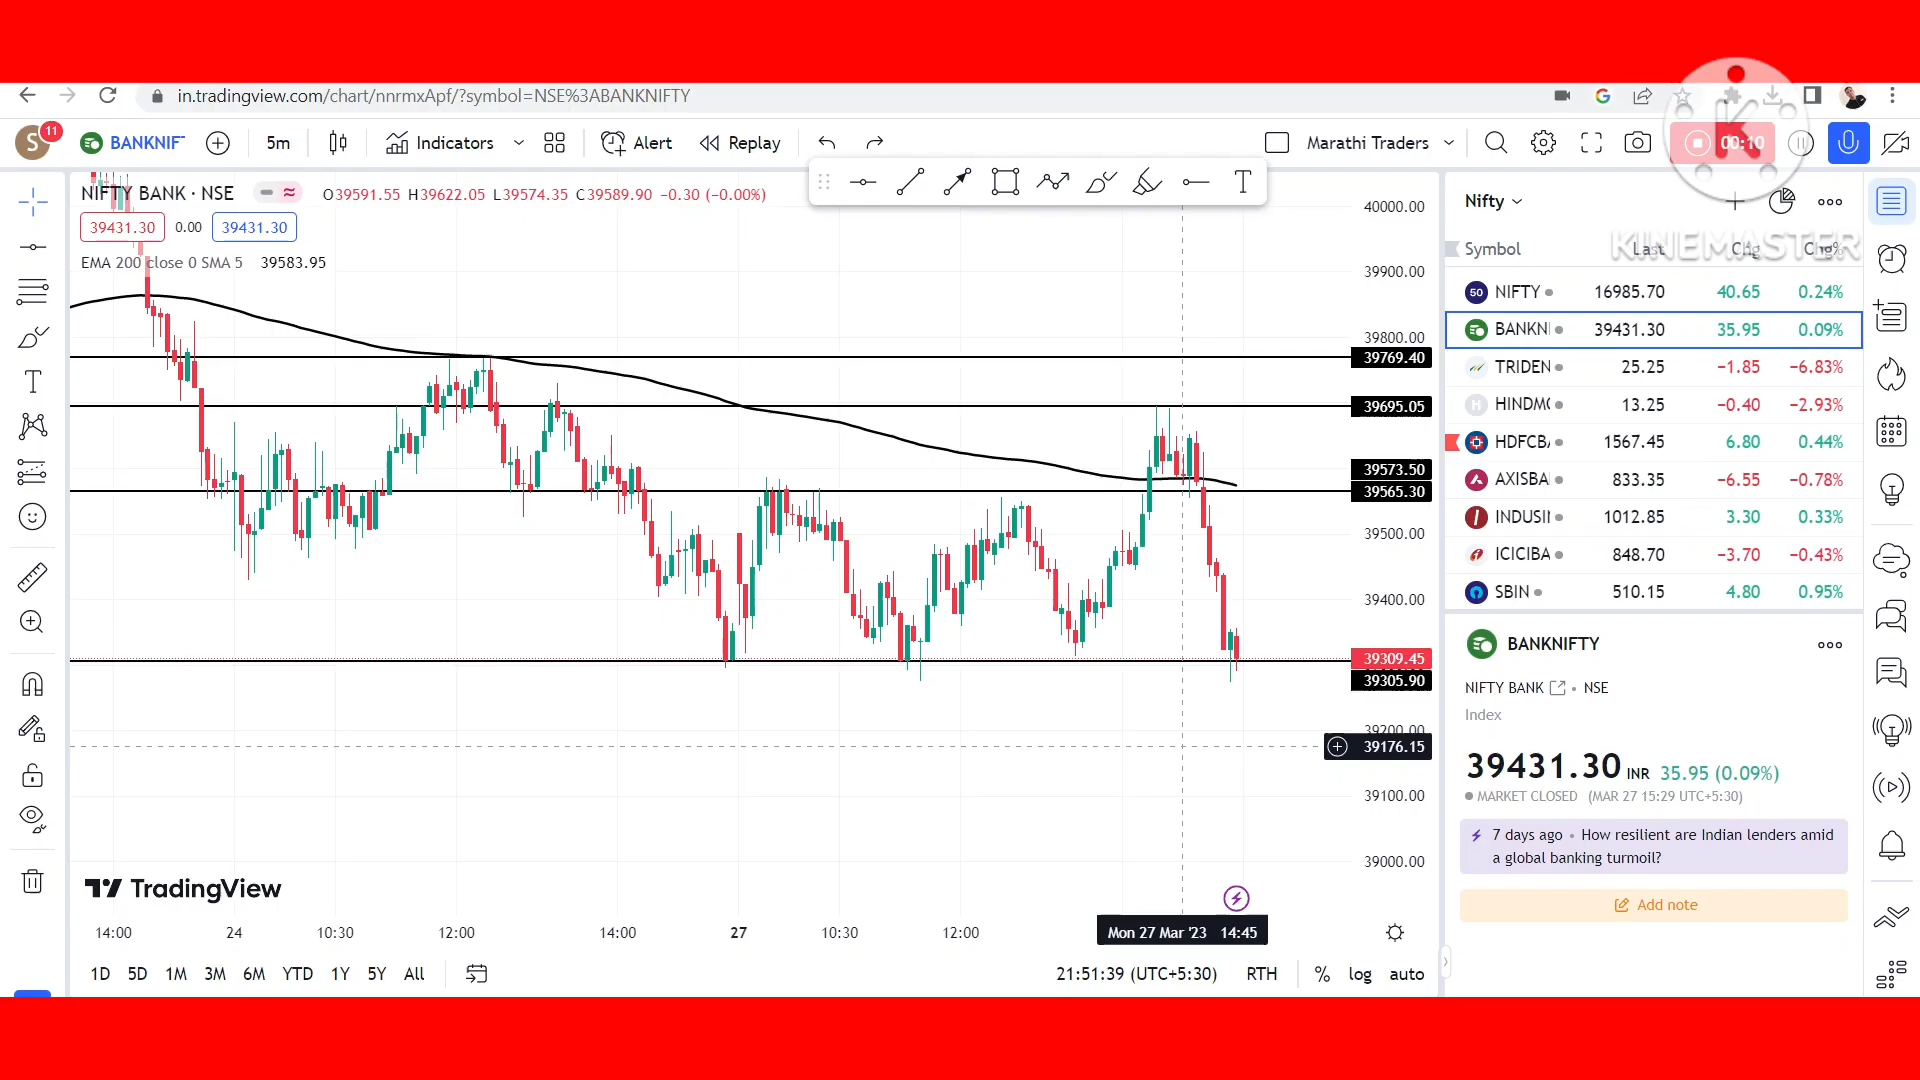 in.tradingview.com/chart/nnrmxApf/?symbol=NSE%3ABANKNIFTY
S 11 BANKNIF 5m Indicators Alert Replay Marathi Traders 00:10
K
NIFTY BANK · NSE O39591.55 H39622.05 L39574.35 C39589.90 −0.30 (−0.00%)
39431.30 0.00 39431.30
EMA 200 close 0 SMA 5 39583.95
T
40000.00
39900.00
39800.00
39769.40
39695.05
39573.50
39565.30
39500.00
39400.00
39309.45
39305.90
39200.00
39176.15
39100.00
39000.00
TradingView
14:00 24 10:30 12:00 14:00 27 10:30 12:00 Mon 27 Mar '23 14:45
1D 5D 1M 3M 6M YTD 1Y 5Y All 21:51:39 (UTC+5:30) RTH % log auto
Nifty
KINEMASTER
Symbol Last Chg Chg%
50 NIFTY 16985.70 40.65 0.24%
BANKNI 39431.30 35.95 0.09%
TRIDEN 25.25 −1.85 −6.83%
H HINDMO 13.25 −0.40 −2.93%
HDFCBA 1567.45 6.80 0.44%
AXISBA 833.35 −6.55 −0.78%
INDUSI 1012.85 3.30 0.33%
ICICIBA 848.70 −3.70 −0.43%
SBIN 510.15 4.80 0.95%
BANKNIFTY
NIFTY BANK • NSE
Index
39431.30 INR 35.95 (0.09%)
MARKET CLOSED (MAR 27 15:29 UTC+5:30)
7 days ago • How resilient are Indian lenders amid
a global banking turmoil?
Add note